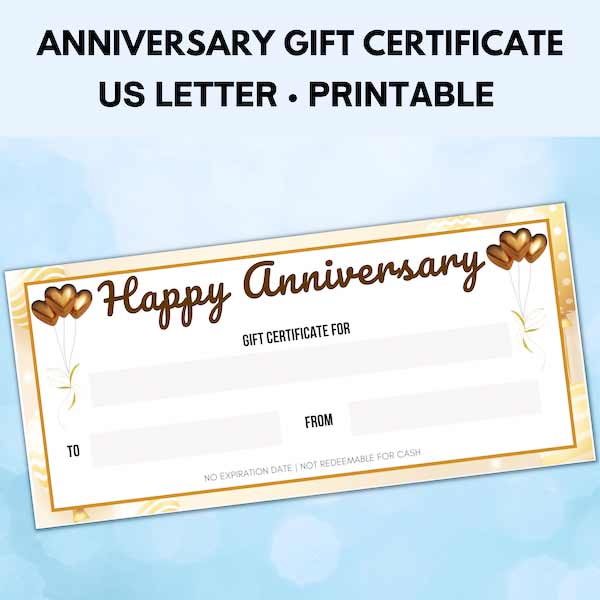 ANNIVERSARY GIFT CERTIFICATE
US LETTER • PRINTABLE
Happy Anniversary
GIFT CERTIFICATE FOR
TO
FROM
NO EXPIRATION DATE | NOT REDEEMABLE FOR CASH